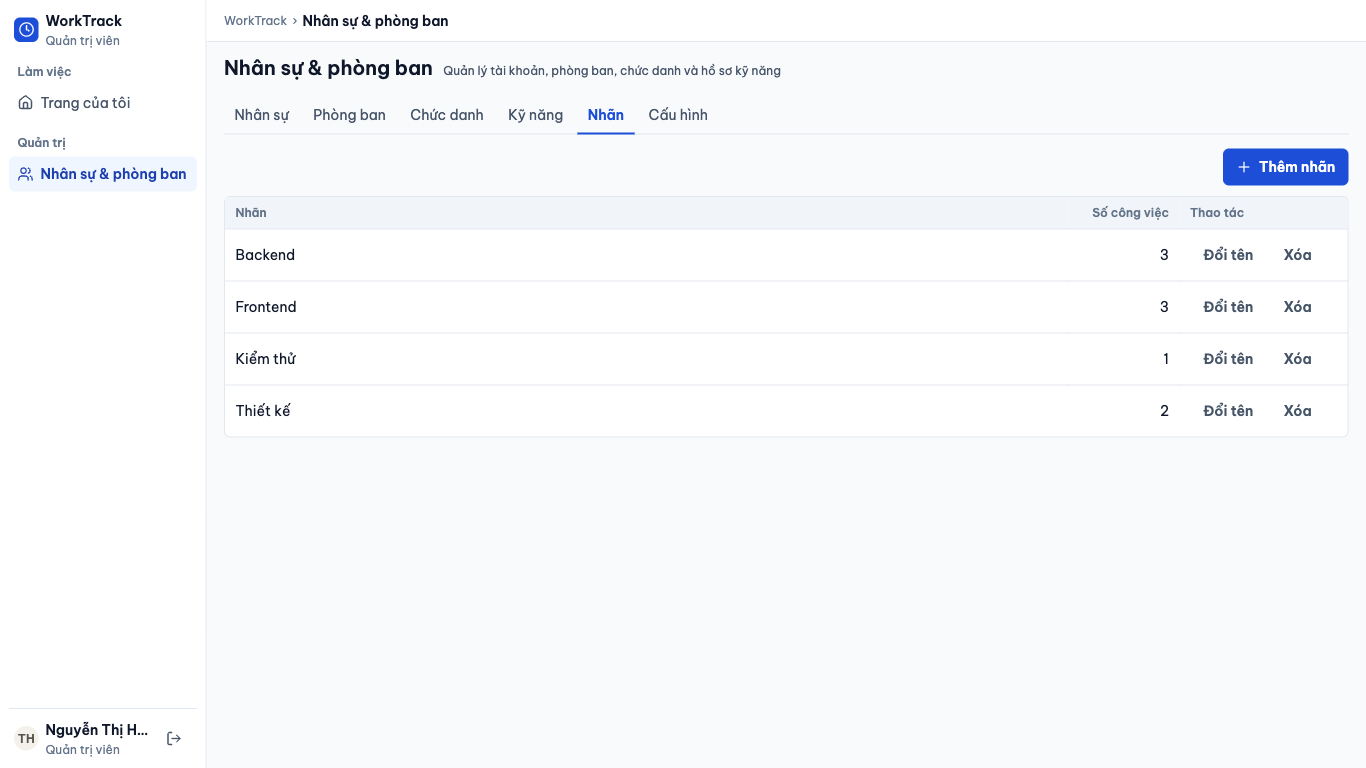 WorkTrack
Quản trị viên
Làm việc
Trang của tôi
Quản trị
Nhân sự & phòng ban
WorkTrack › Nhân sự & phòng ban
Nhân sự & phòng ban Quản lý tài khoản, phòng ban, chức danh và hồ sơ kỹ năng
Nhân sự Phòng ban Chức danh Kỹ năng Nhãn Cấu hình
+ Thêm nhãn
Nhãn Số công việc Thao tác
Backend 3 Đổi tên Xóa
Frontend 3 Đổi tên Xóa
Kiểm thử 1 Đổi tên Xóa
Thiết kế 2 Đổi tên Xóa
TH Nguyễn Thị H...
Quản trị viên